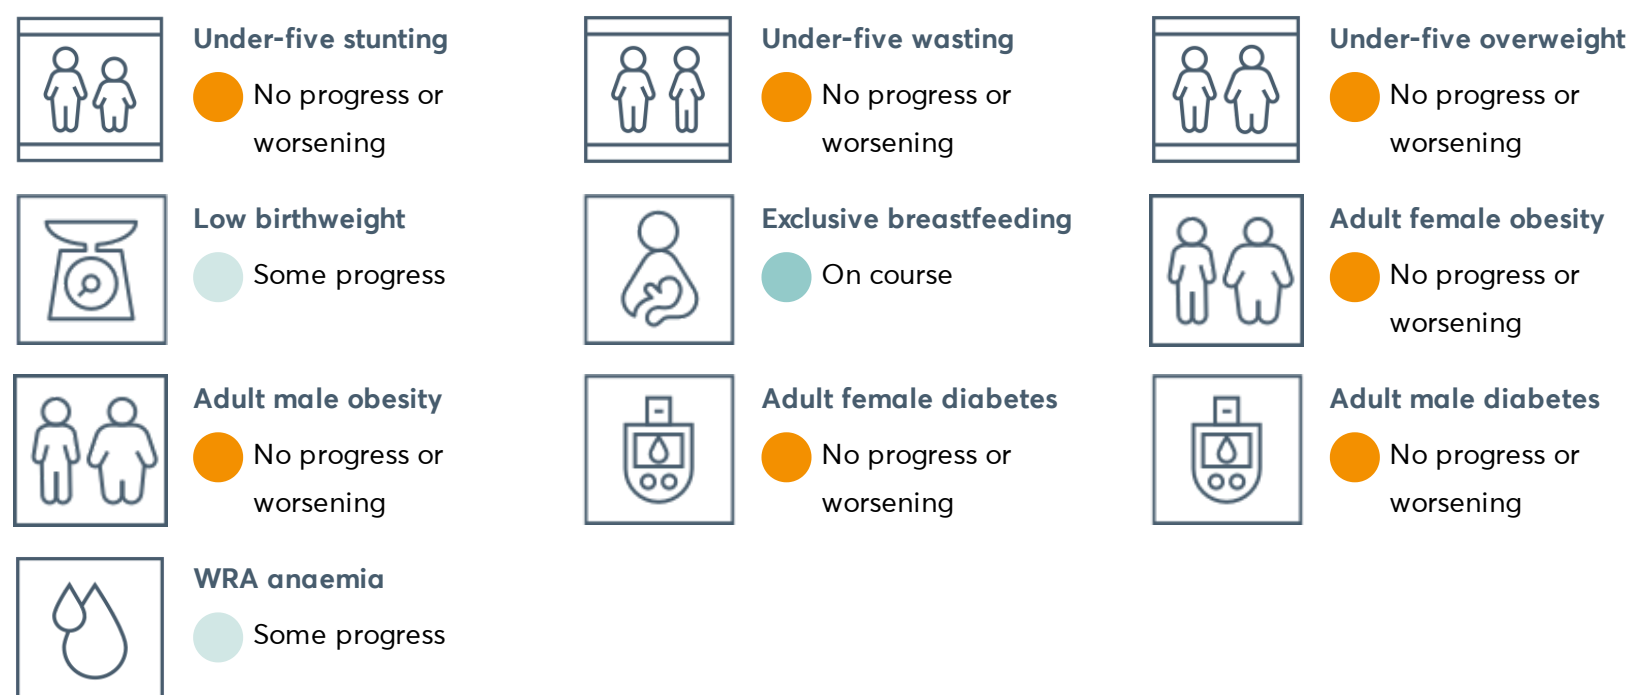 Under-five stunting
No progress or
worsening
Under-five wasting
No progress or
worsening
Under-five overweight
No progress or
worsening
Low birthweight
Some progress
Exclusive breastfeeding
On course
Adult female obesity
No progress or
worsening
Adult male obesity
No progress or
worsening
Adult female diabetes
No progress or
worsening
Adult male diabetes
No progress or
worsening
WRA anaemia
Some progress